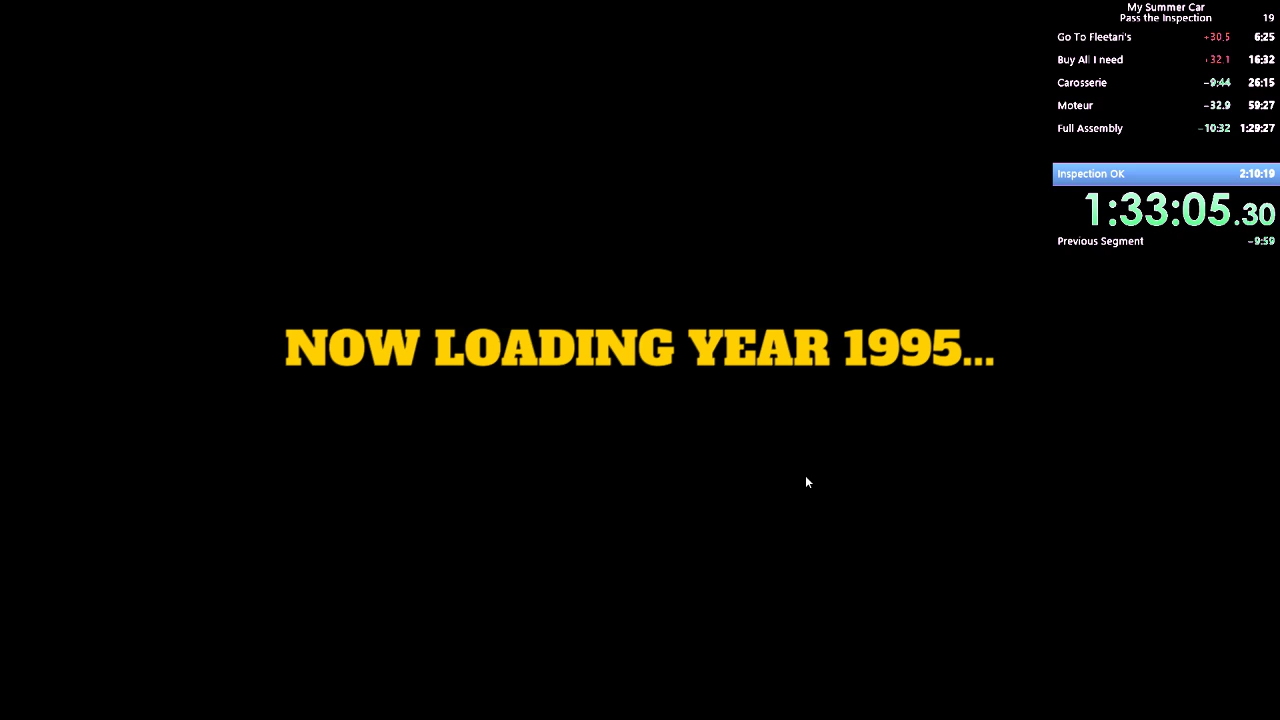 My Summer Car
Pass the Inspection 19
Go To Fleetari's +30.5 6:25
Buy All I need +32.1 16:32
Carosserie −9:44 26:15
Moteur −32.9 59:27
Full Assembly −10:32 1:29:27
Inspection OK 2:10:19
1:33:05.30
Previous Segment −9:59
NOW LOADING YEAR 1995...